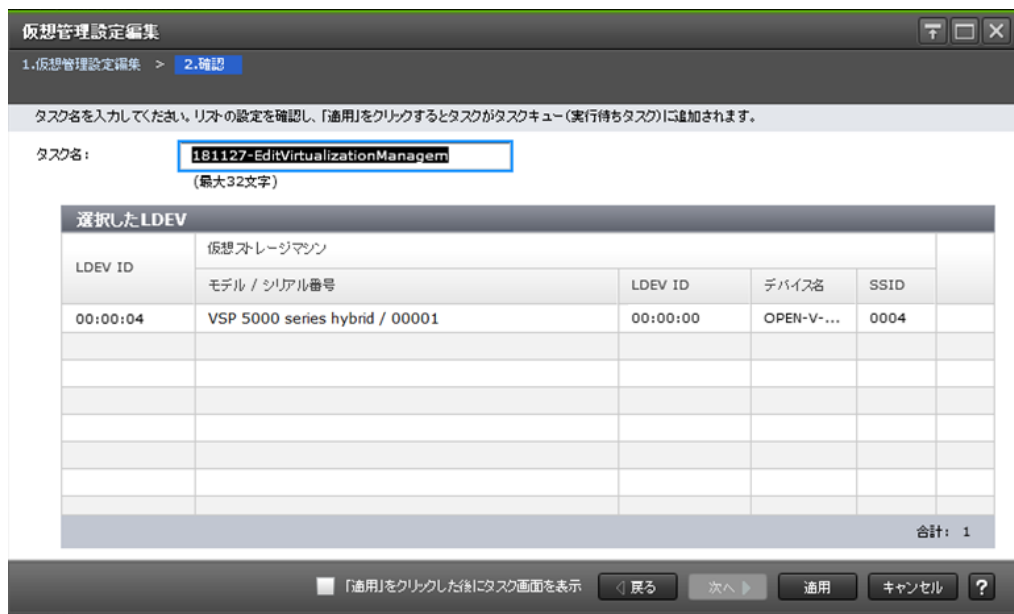 仮想管理設定編集
1.仮想管理設定編集 > 2.確認
タスク名を入力してください。リストの設定を確認し、「適用」をクリックするとタスクがタスクキュー(実行待ちタスク)に追加されます。
タスク名: 181127-EditVirtualizationManagem
(最大32文字)
選択したLDEV
LDEV ID 仮想ストレージマシン
モデル / シリアル番号 LDEV ID デバイス名 SSID
00:00:04 VSP 5000 series hybrid / 00001 00:00:00 OPEN-V-... 0004
合計: 1
「適用」をクリックした後にタスク画面を表示 戻る 次へ 適用 キャンセル ?